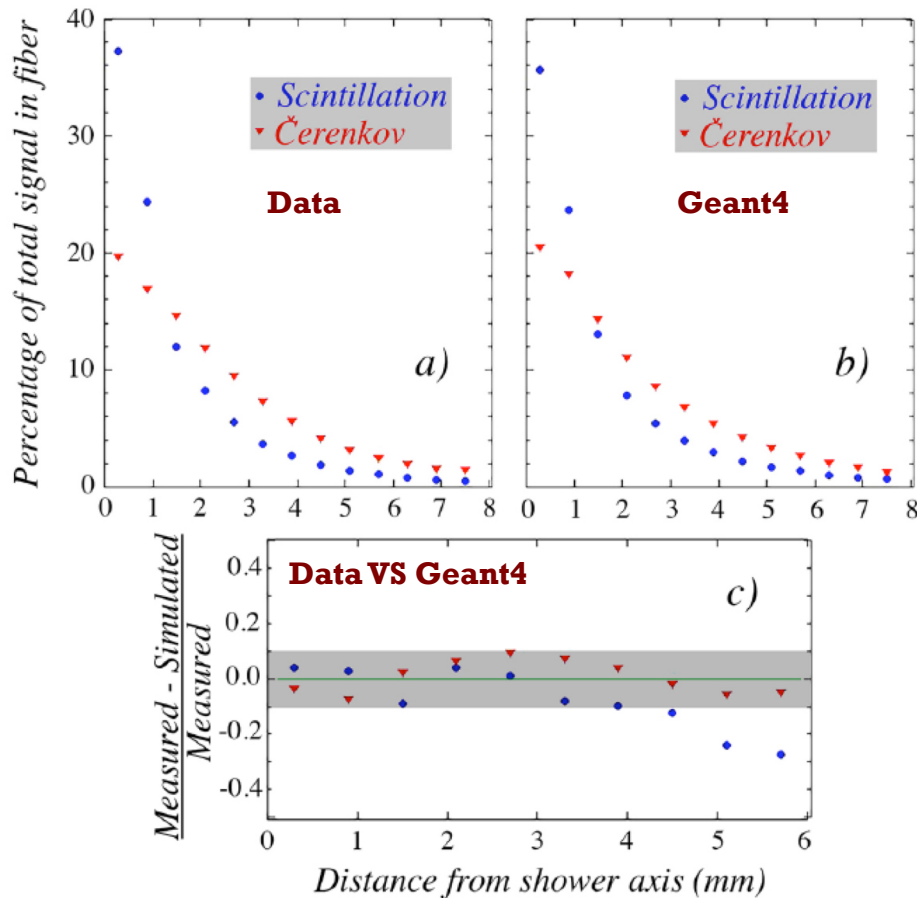 Percentage of total signal in fiber
40
30
20
10
0
Scintillation
Čerenkov
Data
a)
0 1 2 3 4 5 6 7 8
Scintillation
Čerenkov
Geant4
b)
0 1 2 3 4 5 6 7 8
Measured - Simulated
Measured
0.4
0.2
0.0
-0.2
-0.4
Data VS Geant4
c)
0 1 2 3 4 5 6
Distance from shower axis (mm)